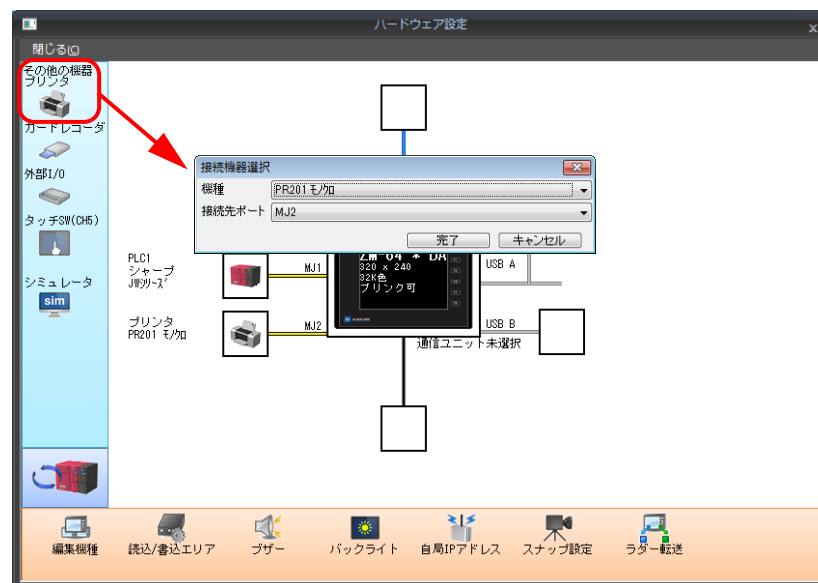 ハードウェア設定
x
閉じる(C)
その他の機器
プリンタ
カードレコーダ
外部I/O
タッチSW(CH5)
シミュレータ
sim
接続機器選択
機種
PR201 モノクロ
接続先ポート
MJ2
完了
キャンセル
PLC1
シャープ
JWシリーズ
MJ1
ZM-64 * DA
320 x 240
32K色
ブリンク可
USB A
プリンタ
PR201 モノクロ
MJ2
USB B
通信ユニット未選択
編集機種
読込/書込エリア
ブザー
バックライト
自局IPアドレス
スナップ設定
ラダー転送